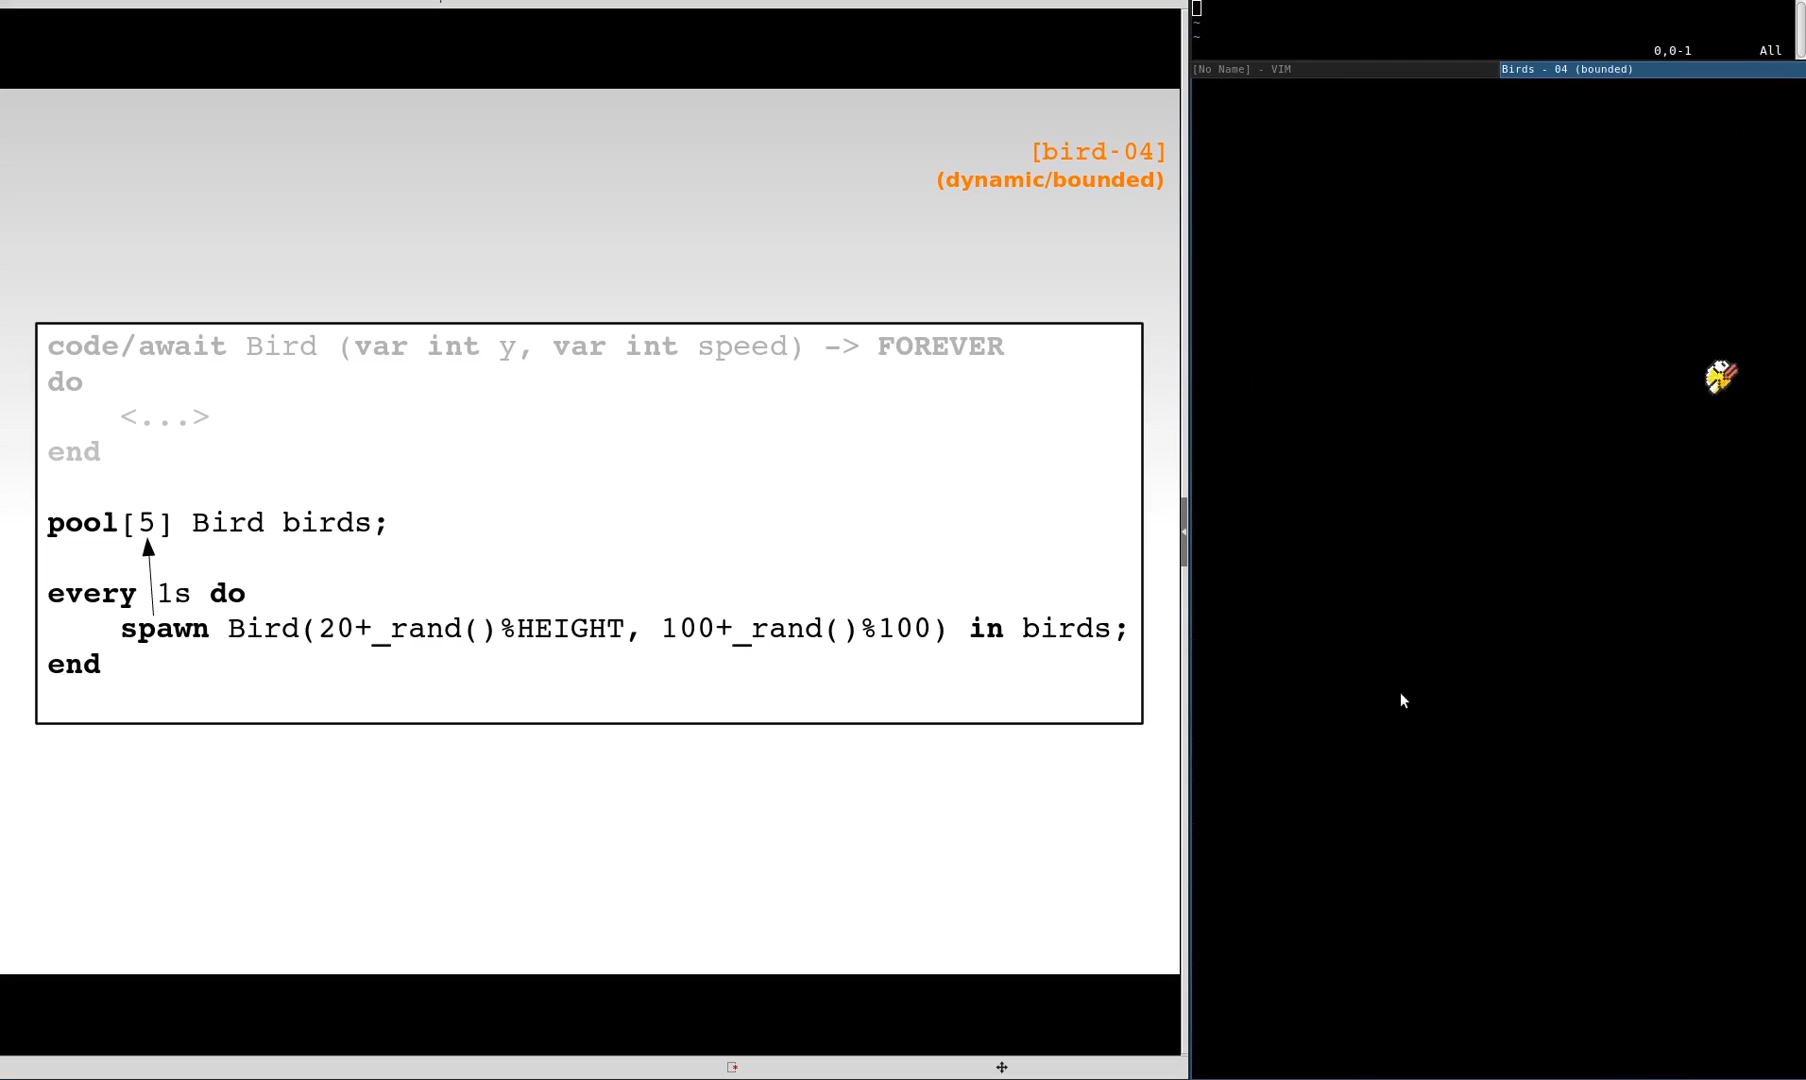 [bird-04]
(dynamic/bounded)
code/await Bird (var int y, var int speed) -> FOREVER
do
    <...>
end
pool[5] Bird birds;
every 1s do
    spawn Bird(20+_rand()%HEIGHT, 100+_rand()%100) in birds;
end
~
~
0,0-1 All
[No Name] - VIM
Birds - 04 (bounded)